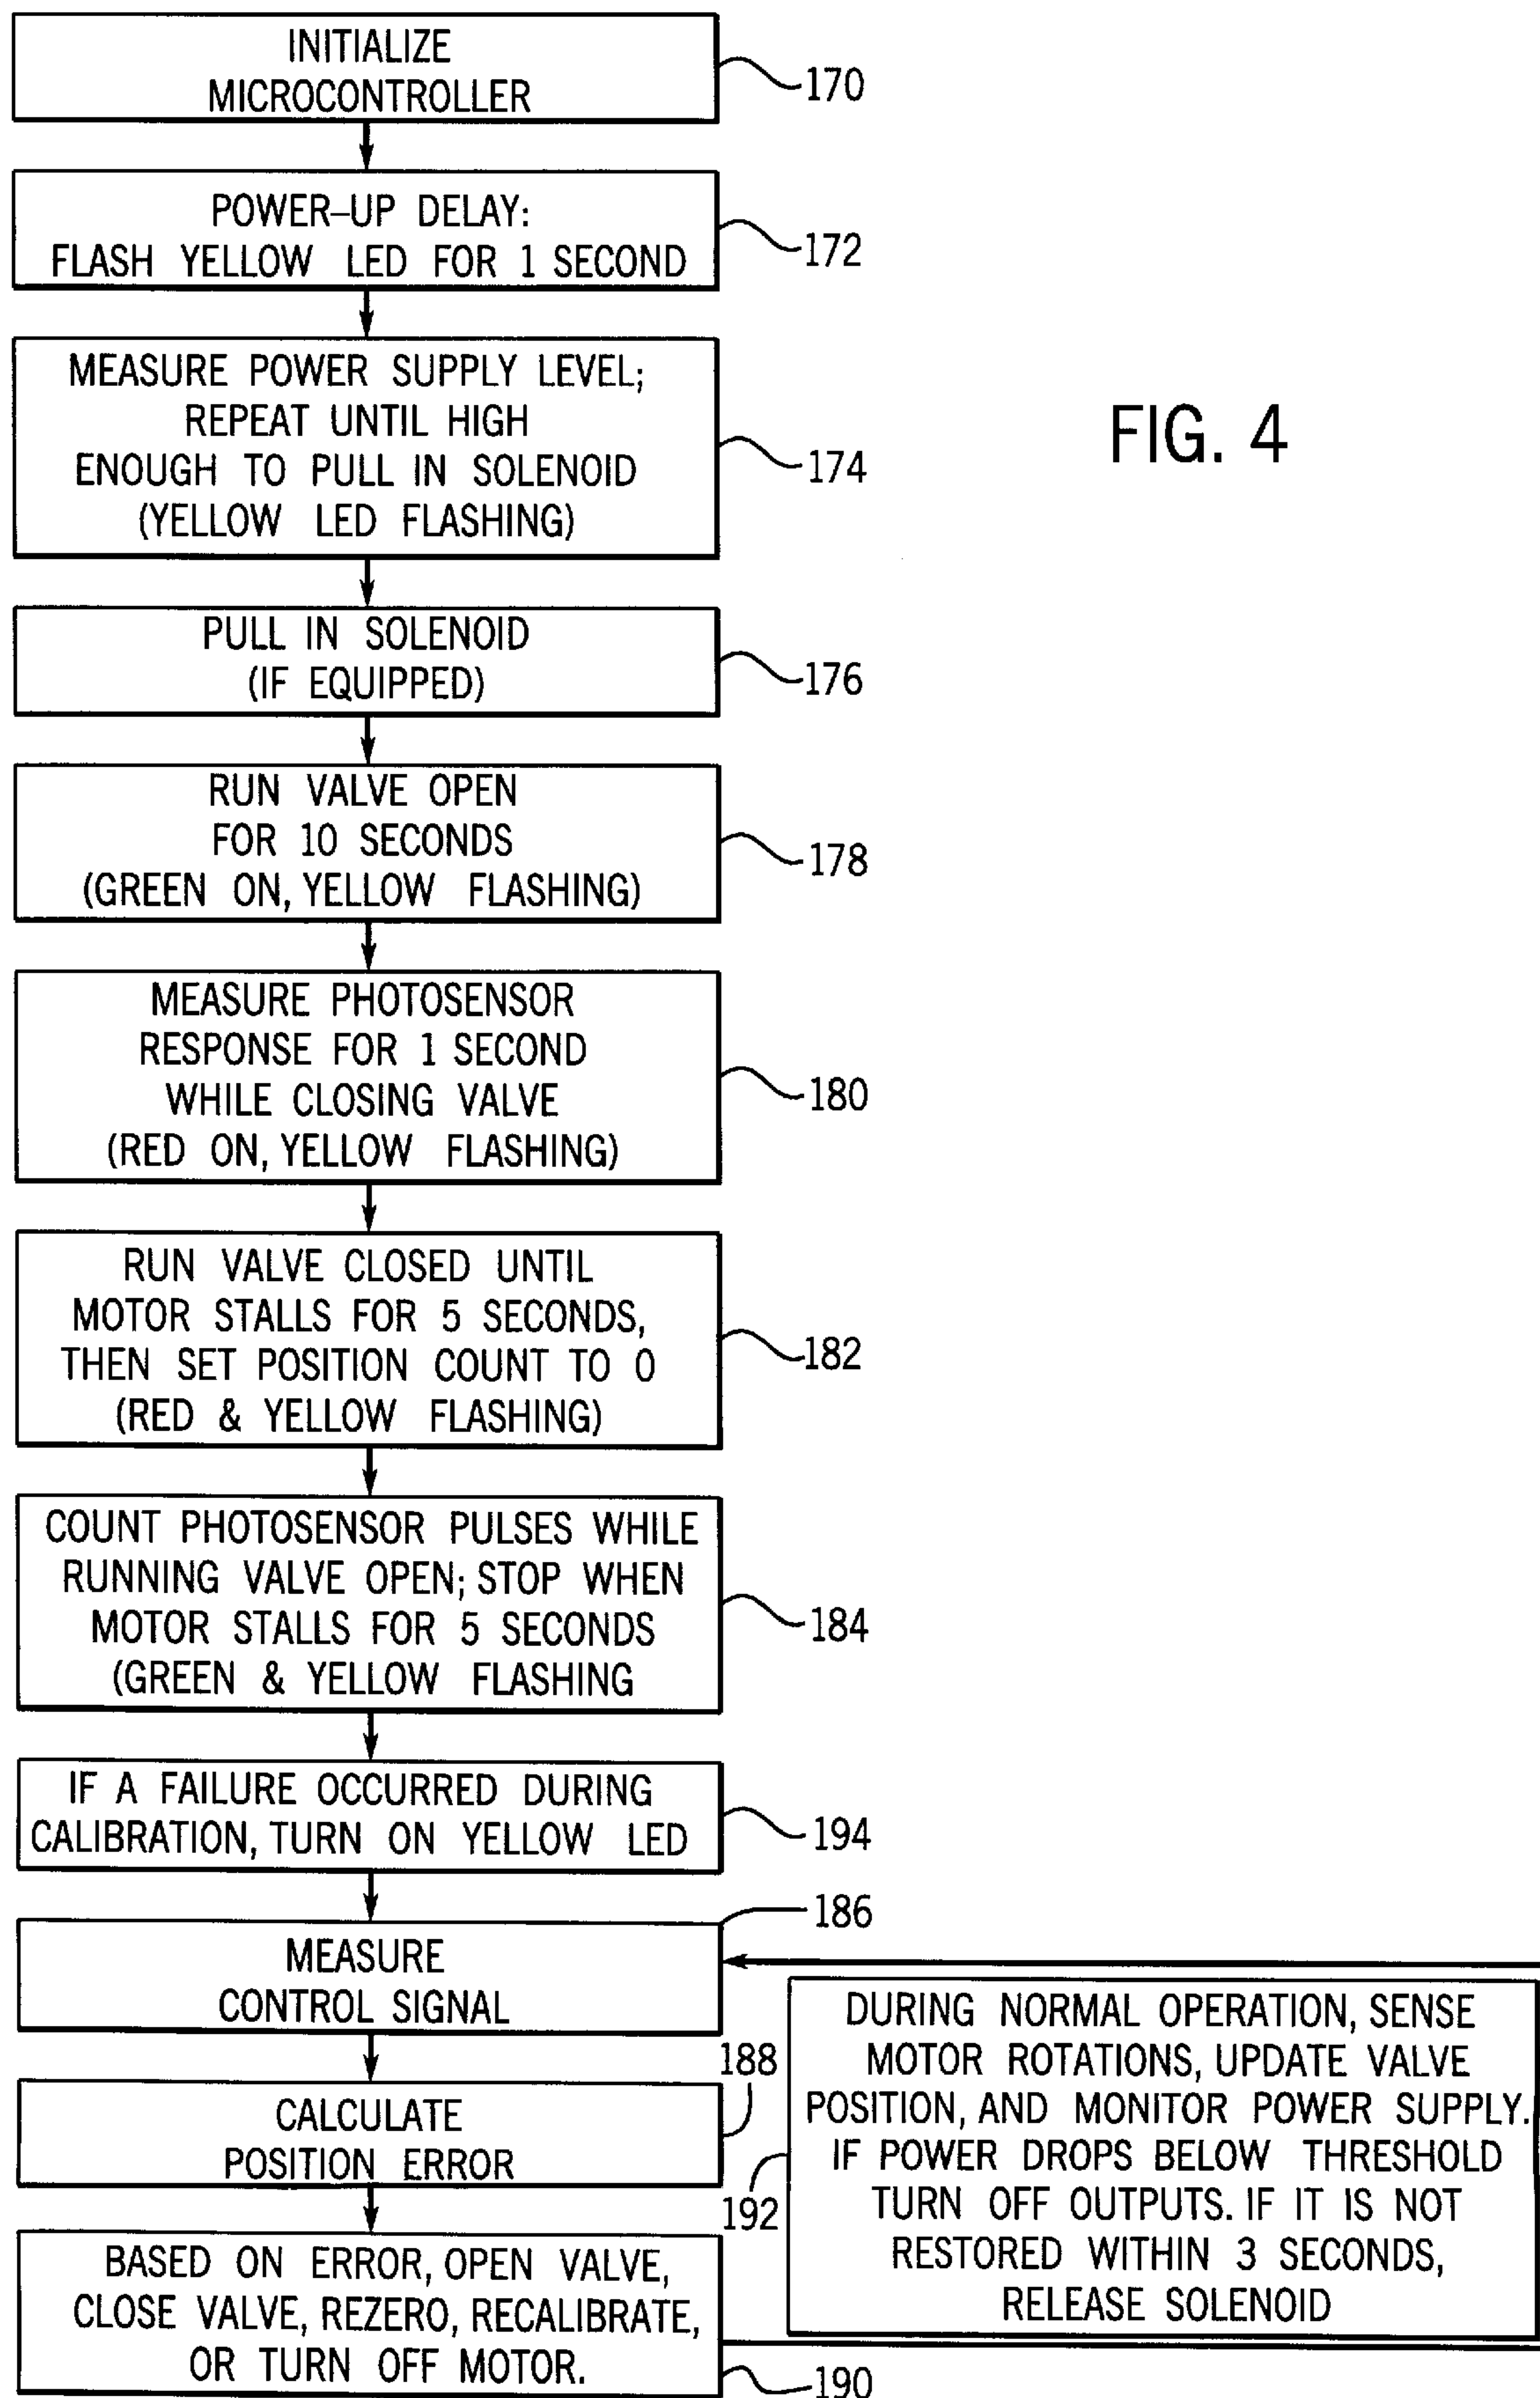 INITIALIZE
MICROCONTROLLER
170
POWER–UP DELAY:
FLASH YELLOW LED FOR 1 SECOND
172
MEASURE POWER SUPPLY LEVEL;
REPEAT UNTIL HIGH
ENOUGH TO PULL IN SOLENOID
(YELLOW LED FLASHING)
174
FIG. 4
PULL IN SOLENOID
(IF EQUIPPED)
176
RUN VALVE OPEN
FOR 10 SECONDS
(GREEN ON, YELLOW FLASHING)
178
MEASURE PHOTOSENSOR
RESPONSE FOR 1 SECOND
WHILE CLOSING VALVE
(RED ON, YELLOW FLASHING)
180
RUN VALVE CLOSED UNTIL
MOTOR STALLS FOR 5 SECONDS,
THEN SET POSITION COUNT TO 0
(RED & YELLOW FLASHING)
182
COUNT PHOTOSENSOR PULSES WHILE
RUNNING VALVE OPEN; STOP WHEN
MOTOR STALLS FOR 5 SECONDS
(GREEN & YELLOW FLASHING
184
IF A FAILURE OCCURRED DURING
CALIBRATION, TURN ON YELLOW LED
194
MEASURE
CONTROL SIGNAL
186
CALCULATE
POSITION ERROR
188
BASED ON ERROR, OPEN VALVE,
CLOSE VALVE, REZERO, RECALIBRATE,
OR TURN OFF MOTOR.
190
DURING NORMAL OPERATION, SENSE
MOTOR ROTATIONS, UPDATE VALVE
POSITION, AND MONITOR POWER SUPPLY.
IF POWER DROPS BELOW THRESHOLD
TURN OFF OUTPUTS. IF IT IS NOT
RESTORED WITHIN 3 SECONDS,
RELEASE SOLENOID
192